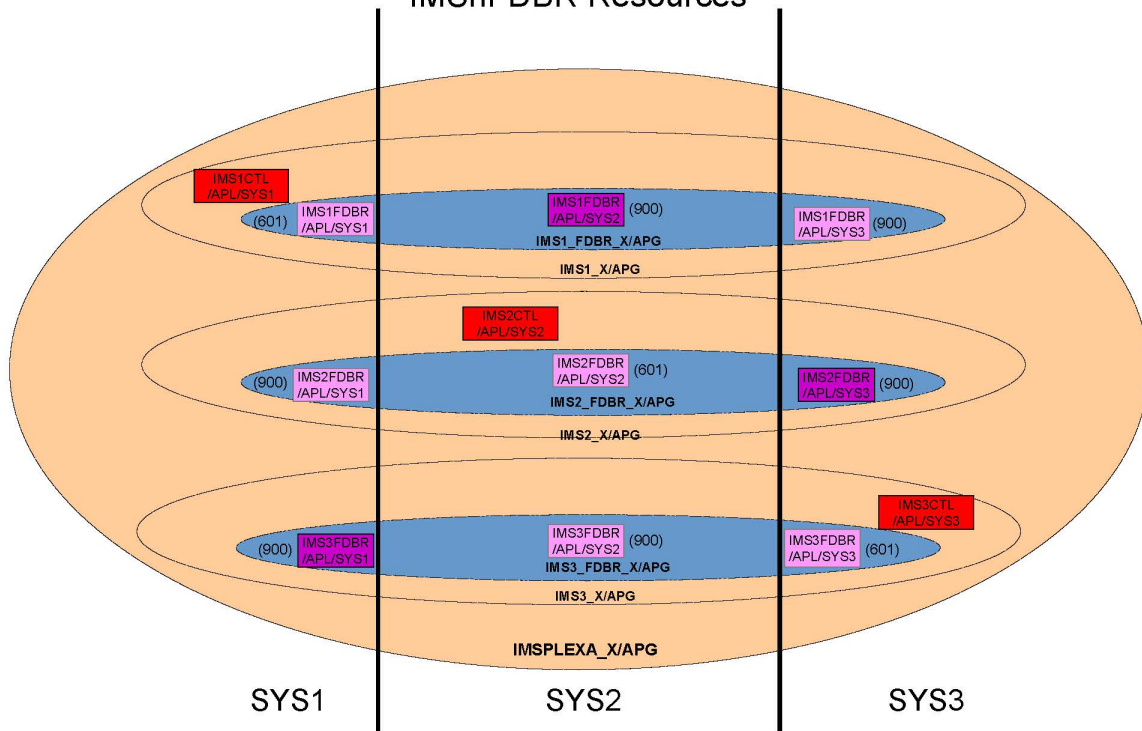 IMSnFDBR Resources
IMS1CTL
/APL/SYS1
(601)
IMS1FDBR
/APL/SYS1
IMS1FDBR
/APL/SYS2
(900)
IMS1FDBR
/APL/SYS3
(900)
IMS1_FDBR_X/APG
IMS1_X/APG
IMS2CTL
/APL/SYS2
(900)
IMS2FDBR
/APL/SYS1
IMS2FDBR
/APL/SYS2
(601)
IMS2FDBR
/APL/SYS3
(900)
IMS2_FDBR_X/APG
IMS2_X/APG
IMS3CTL
/APL/SYS3
(900)
IMS3FDBR
/APL/SYS1
IMS3FDBR
/APL/SYS2
(900)
IMS3FDBR
/APL/SYS3
(601)
IMS3_FDBR_X/APG
IMS3_X/APG
IMSPLEXA_X/APG
SYS1
SYS2
SYS3